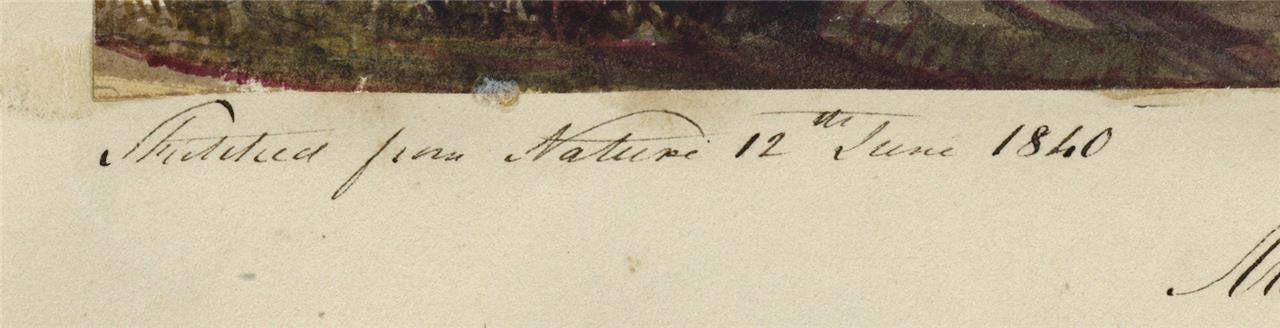 Sketched from Nature 12th June 1840